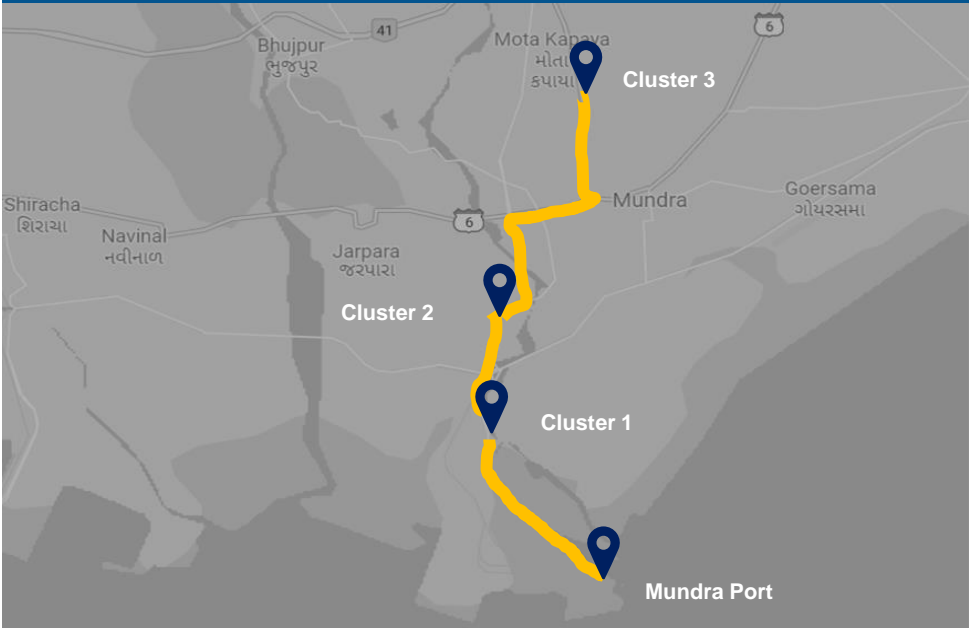 41
6
Bhujpur
ભુજપુર
Mota Kapaya
મોતા
કપાયા
Cluster 3
Shiracha
શિરાચા
Navinal
નવીનાળ
6
Mundra
Goersama
ગોયરસમા
Jarpara
જરપારા
Cluster 2
Cluster 1
Mundra Port